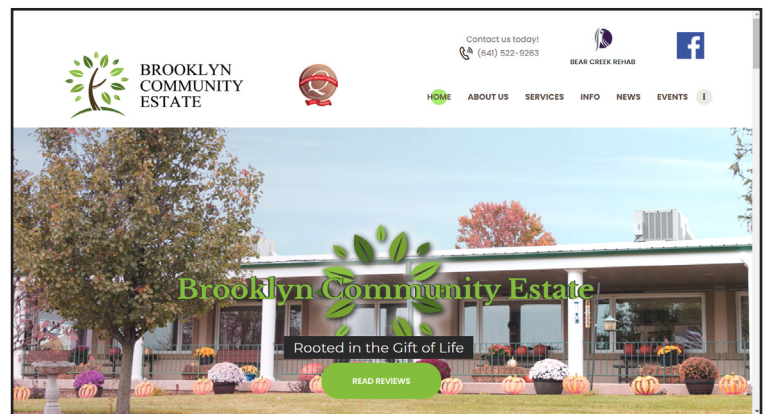 Contact us today!
(641) 522-9263
BEAR CREEK REHAB
f
BROOKLYN
COMMUNITY
ESTATE
Q
HOME ABOUT US SERVICES INFO NEWS EVENTS
Brooklyn Community Estate
Rooted in the Gift of Life
READ REVIEWS